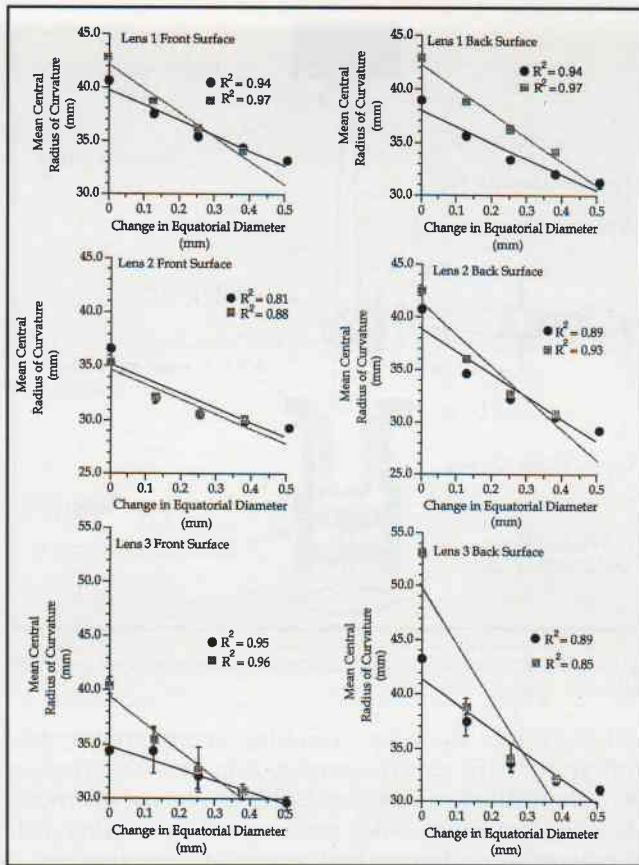 Lens 1 Front Surface
45.0
40.0
35.0
30.0
R² = 0.94
R² = 0.97
Mean Central
Radius of Curvature
(mm)
0 0.1 0.2 0.3 0.4 0.5
Change in Equatorial Diameter
(mm)
Lens 1 Back Surface
45.0
40.0
35.0
30.0
R² = 0.94
R² = 0.97
Mean Central
Radius of Curvature
(mm)
0 0.1 0.2 0.3 0.4 0.5
Change in Equatorial Diameter
(mm)
Lens 2 Front Surface
45.0
40.0
35.0
30.0
25.0
R² = 0.81
R² = 0.88
Mean Central
Radius of Curvature
(mm)
0 0.1 0.2 0.3 0.4 0.5
Change in Equatorial Diameter
(mm)
Lens 2 Back Surface
45.0
40.0
35.0
30.0
25.0
R² = 0.89
R² = 0.93
Mean Central
Radius of Curvature
(mm)
0 0.1 0.2 0.3 0.4 0.5
Change in Equatorial Diameter
(mm)
Lens 3 Front Surface
55.0
50.0
45.0
40.0
35.0
30.0
R² = 0.95
R² = 0.96
Mean Central
Radius of Curvature
(mm)
0 0.1 0.2 0.3 0.4 0.5
Change in Equatorial Diameter
(mm)
Lens 3 Back Surface
55.0
50.0
45.0
40.0
35.0
30.0
R² = 0.89
R² = 0.85
Mean Central
Radius of Curvature
(mm)
0 0.1 0.2 0.3 0.4 0.5
Change in Equatorial Diameter
(mm)